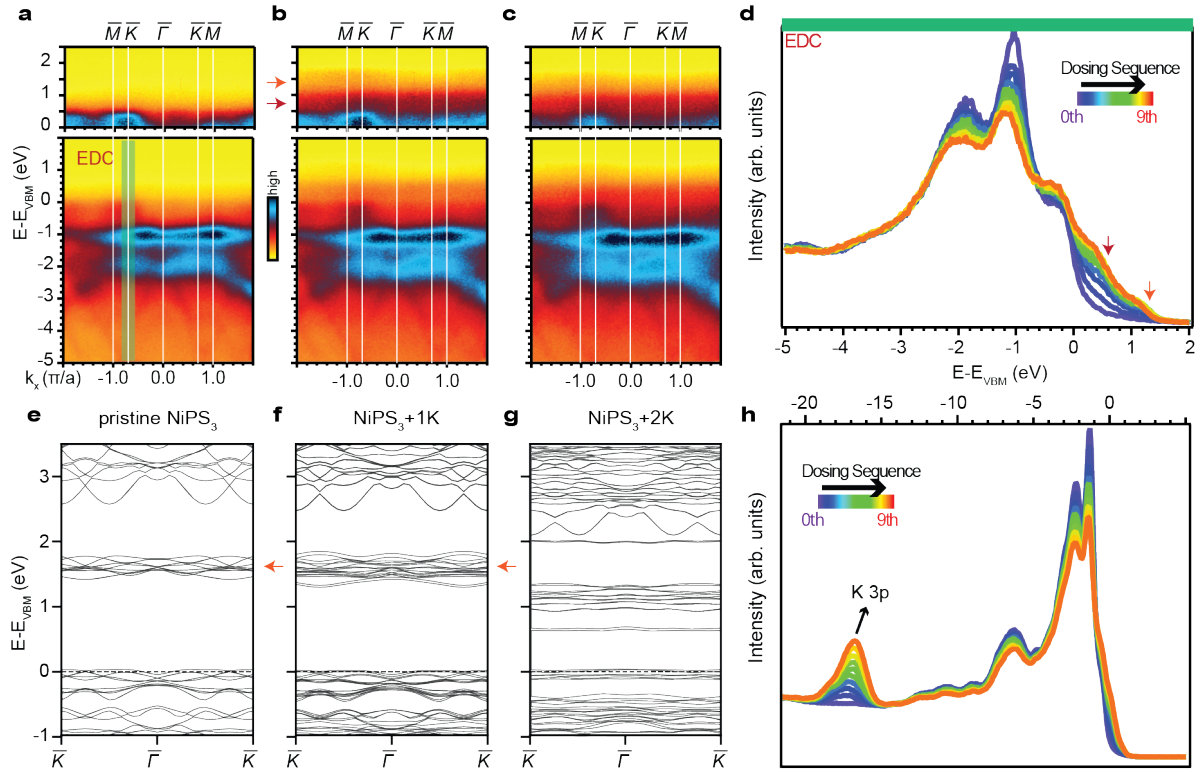 a b c d
M K Γ K M
M K Γ K M
M K Γ K M
2
1
0
EDC
E-E_VBM (eV)
2
1
0
-1
-2
-3
-4
-5
k_x (π/a) -1.0 0.0 1.0
-1.0 0.0 1.0
-1.0 0.0 1.0
high
EDC
Dosing Sequence
0th 9th
Intensity (arb. units)
-5 -4 -3 -2 -1 0 1 2
E-E_VBM (eV)
e pristine NiPS3
f NiPS3+1K
g NiPS3+2K
E-E_VBM (eV)
3
2
1
0
-1
K Γ K
K Γ K
K Γ K
h
-20 -15 -10 -5 0
Dosing Sequence
0th 9th
K 3p
Intensity (arb. units)